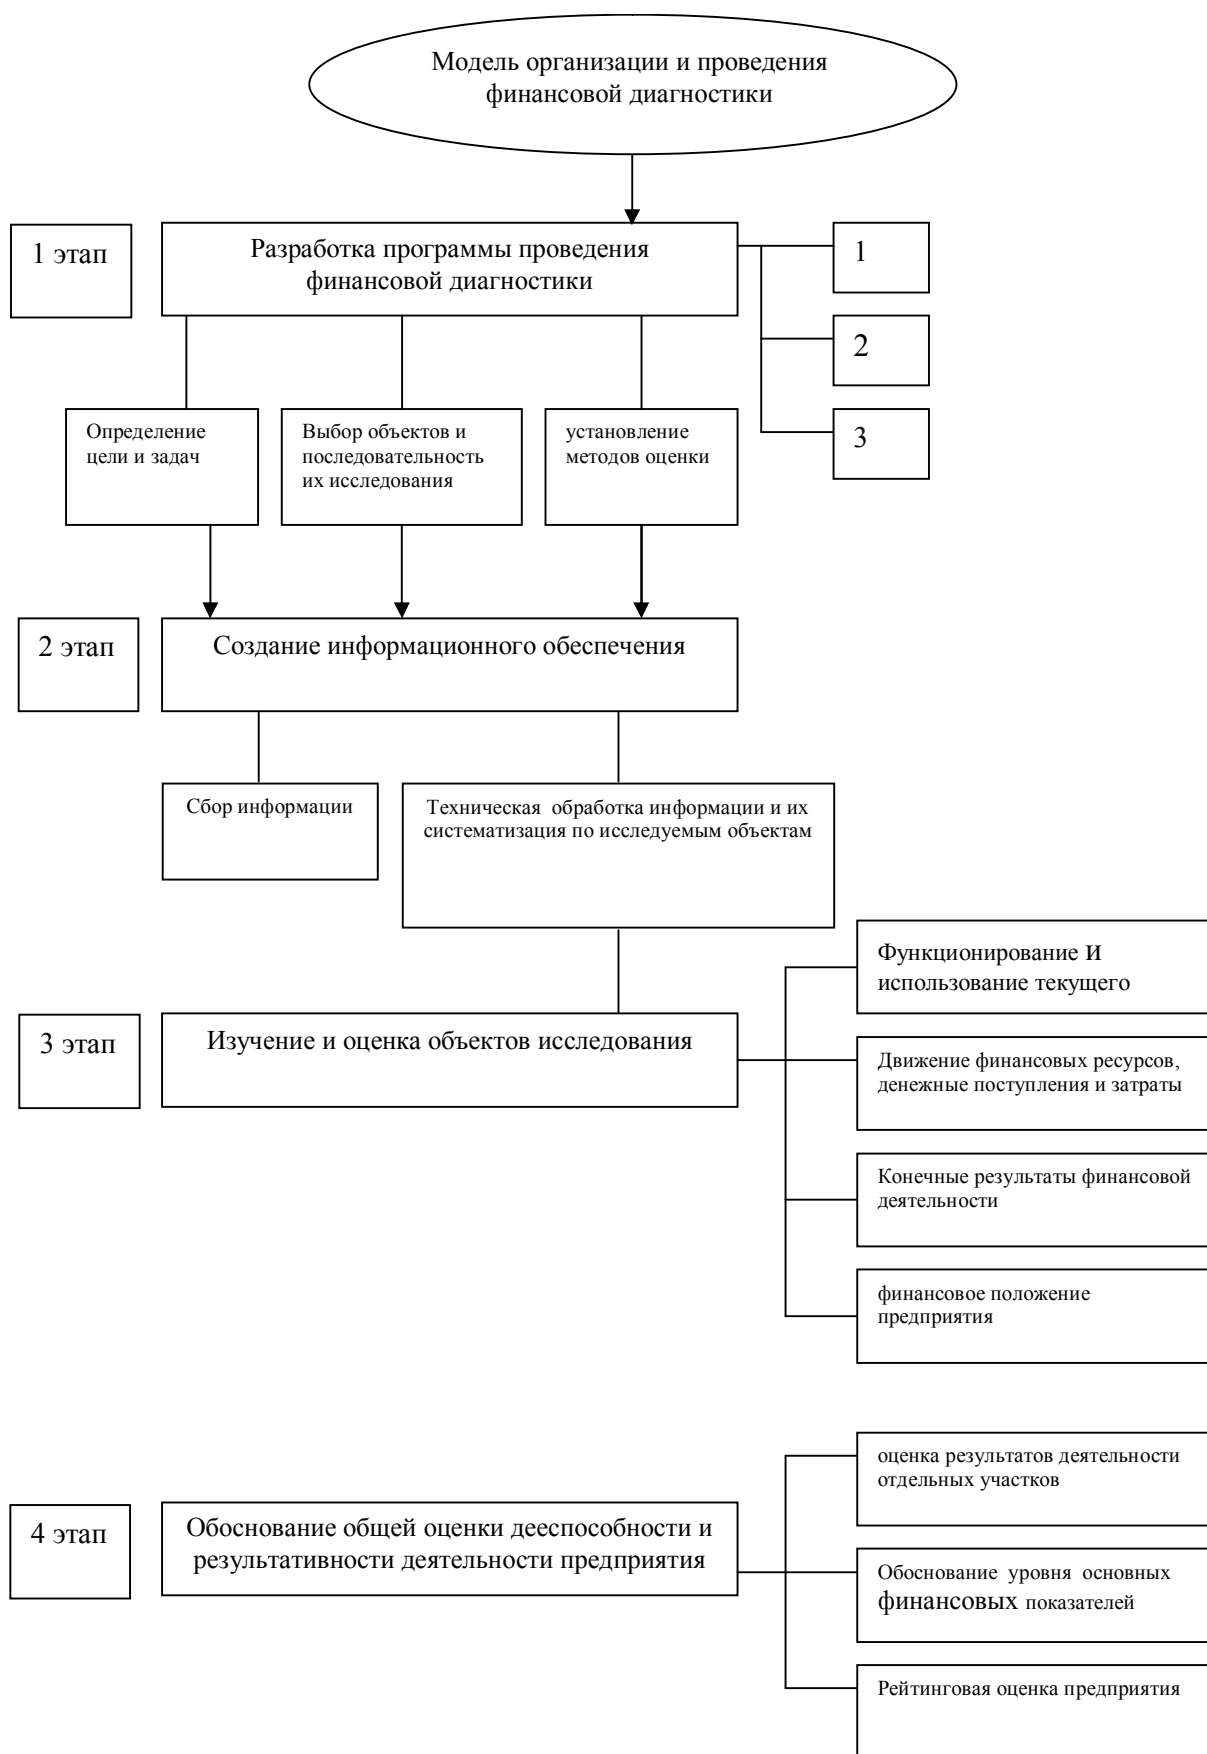 Модель организации и проведения
финансовой диагностики
1 этап
Разработка программы проведения
финансовой диагностики
1
2
3
Определение
цели и задач
Выбор объектов и
последовательность
их исследования
установление
методов оценки
2 этап
Создание информационного обеспечения
Сбор информации
Техническая обработка информации и их
систематизация по исследуемым объектам
3 этап
Изучение и оценка объектов исследования
Функционирование и
использование текущего
Движение финансовых ресурсов,
денежные поступления и затраты
Конечные результаты финансовой
деятельности
финансовое положение
предприятия
4 этап
Обоснование общей оценки дееспособности и
результативности деятельности предприятия
оценка результатов деятельности
отдельных участков
Обоснование уровня основных
финансовых показателей
Рейтинговая оценка предприятия